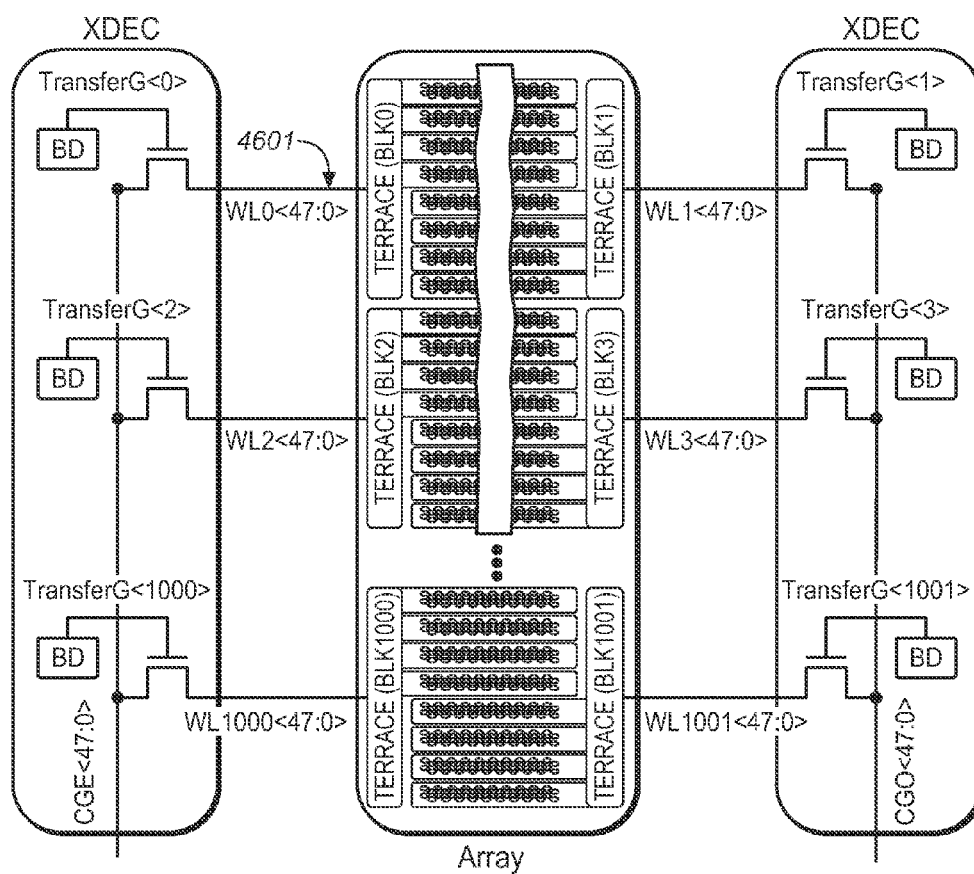 XDEC
XDEC
TransferG<0>
TransferG<1>
BD
BD
4601
WL0<47:0>
WL1<47:0>
TERRACE (BLK0)
TERRACE (BLK1)
TransferG<2>
TransferG<3>
BD
BD
WL2<47:0>
WL3<47:0>
TERRACE (BLK2)
TERRACE (BLK3)
TransferG<1000>
TransferG<1001>
BD
BD
WL1000<47:0>
WL1001<47:0>
TERRACE (BLK1000)
TERRACE (BLK1001)
CGE<47:0>
CGO<47:0>
Array